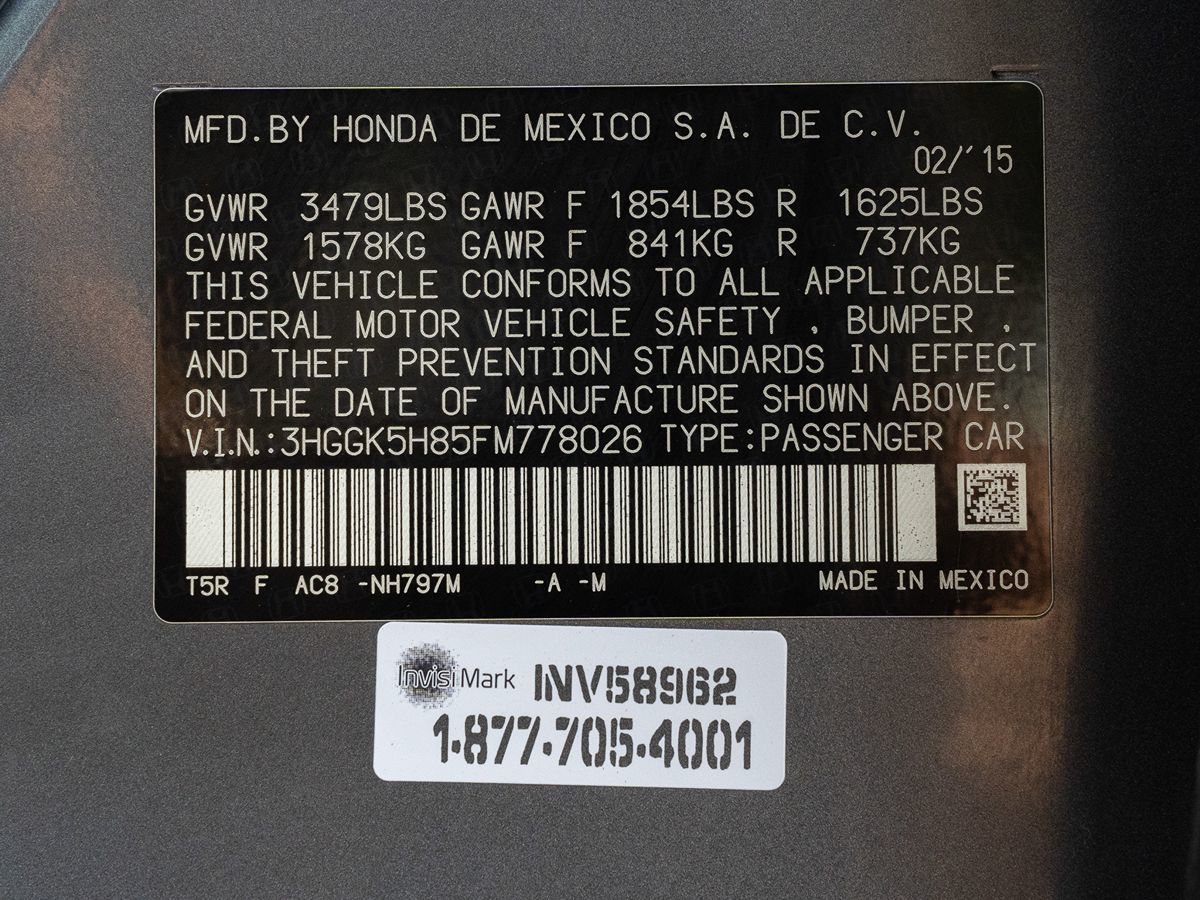 MFD.BY HONDA DE MEXICO S.A. DE C.V.
02/'15
GVWR 3479LBS GAWR F 1854LBS R 1625LBS
GVWR 1578KG GAWR F 841KG R 737KG
THIS VEHICLE CONFORMS TO ALL APPLICABLE
FEDERAL MOTOR VEHICLE SAFETY , BUMPER ,
AND THEFT PREVENTION STANDARDS IN EFFECT
ON THE DATE OF MANUFACTURE SHOWN ABOVE.
V.I.N.:3HGGK5H85FM778026 TYPE:PASSENGER CAR
T5R F AC8 -NH797M -A -M MADE IN MEXICO
InvisiMark INV58962
1-877-705-4001